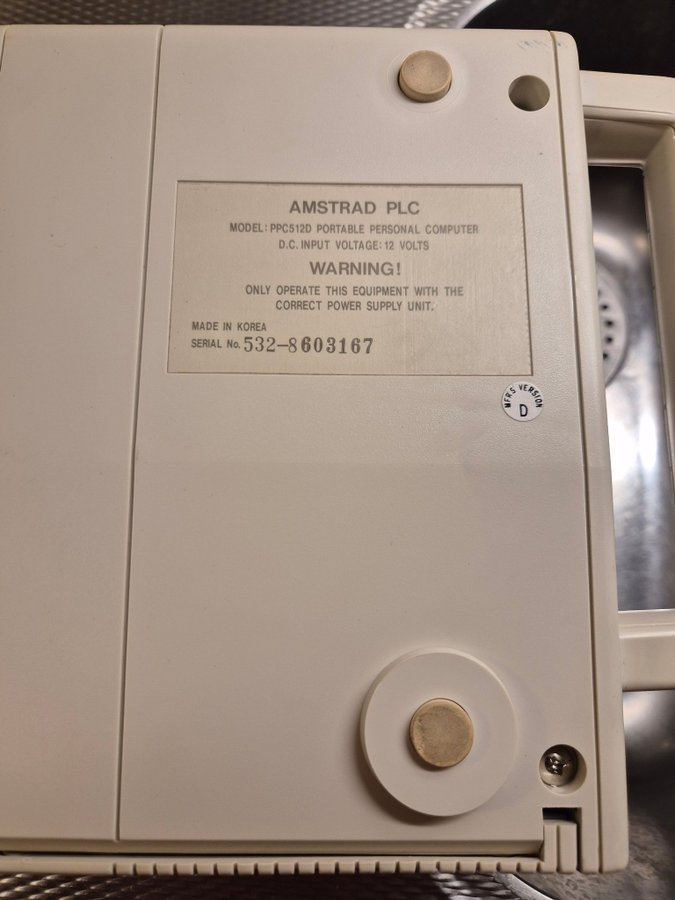 AMSTRAD PLC
MODEL: PPC512D PORTABLE PERSONAL COMPUTER
D.C. INPUT VOLTAGE: 12 VOLTS
WARNING!
ONLY OPERATE THIS EQUIPMENT WITH THE
CORRECT POWER SUPPLY UNIT.
MADE IN KOREA
SERIAL No. 532-8603167
MFRS VERSION
D